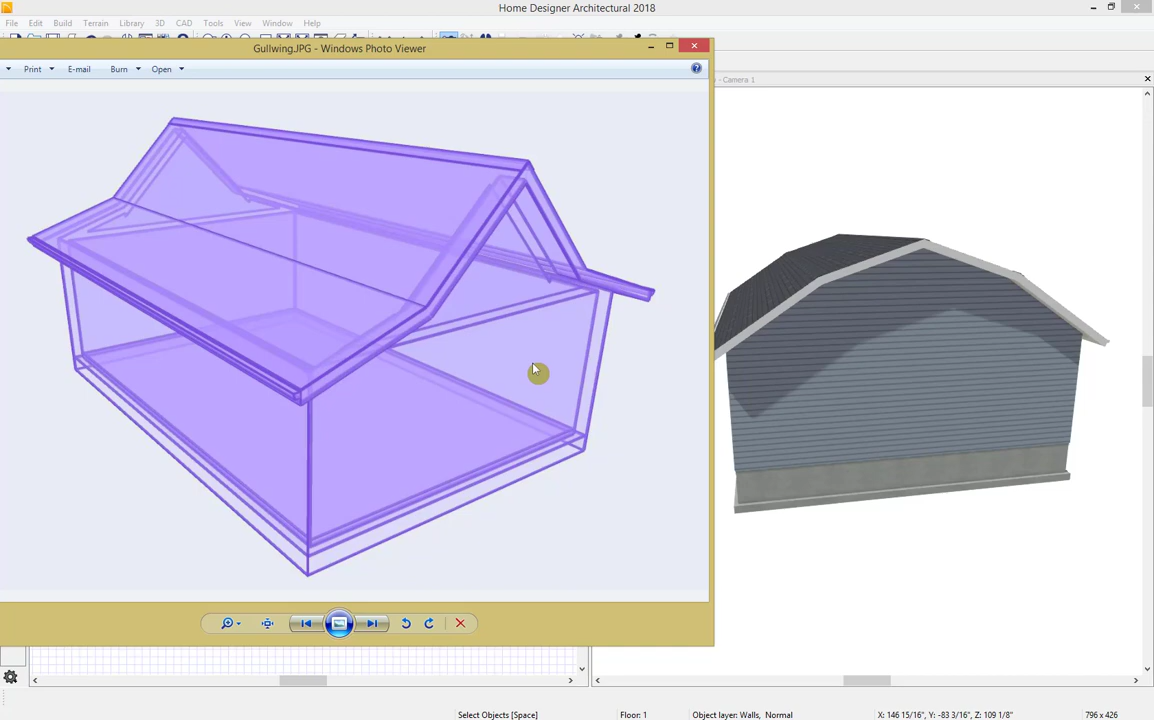 Home Designer Architectural 2018
File Edit Build Terrain Library 3D CAD Tools View Window Help
Gullwing.JPG - Windows Photo Viewer
Print E-mail Burn Open
- Camera 1
Select Objects [Space] Floor: 1 Object layer: Walls, Normal X: 146 15/16", Y: -83 3/16", Z: 109 1/8" 796 x 426